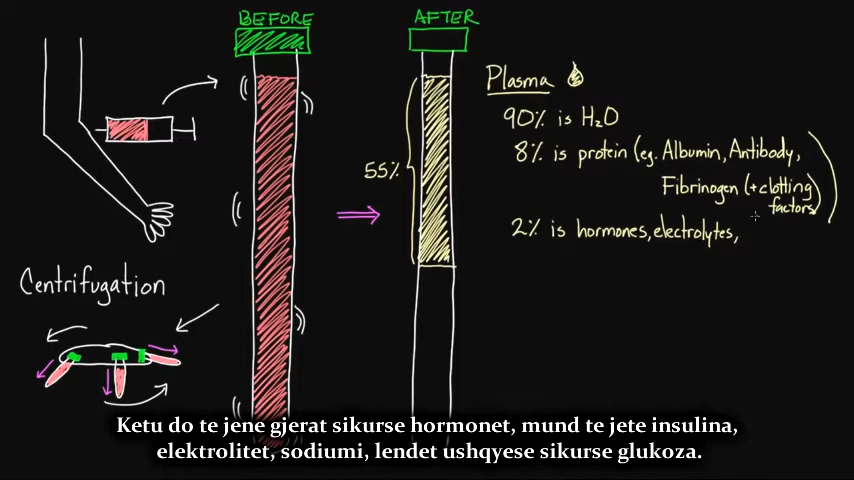 BEFORE
AFTER
Plasma
90% is H₂O
8% is protein (eg. Albumin, Antibody,
Fibrinogen (+clotting
factors)
55%
2% is hormones, electrolytes,
Centrifugation
Ketu do te jene gjerat sikurse hormonet, mund te jete insulina,
elektrolitet, sodiumi, lendet ushqyese sikurse glukoza.